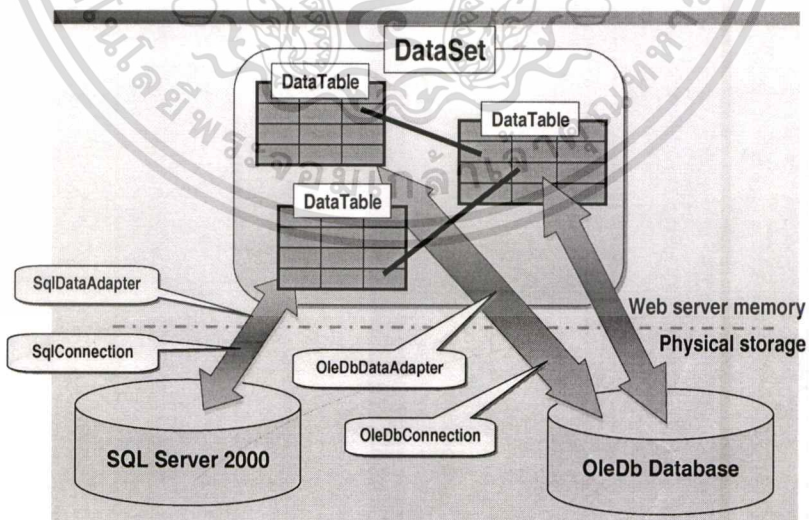 DataSet
DataTable
DataTable
DataTable
SqlDataAdapter
Web server memory
SqlConnection
Physical storage
OleDbDataAdapter
OleDbConnection
SQL Server 2000
OleDb Database